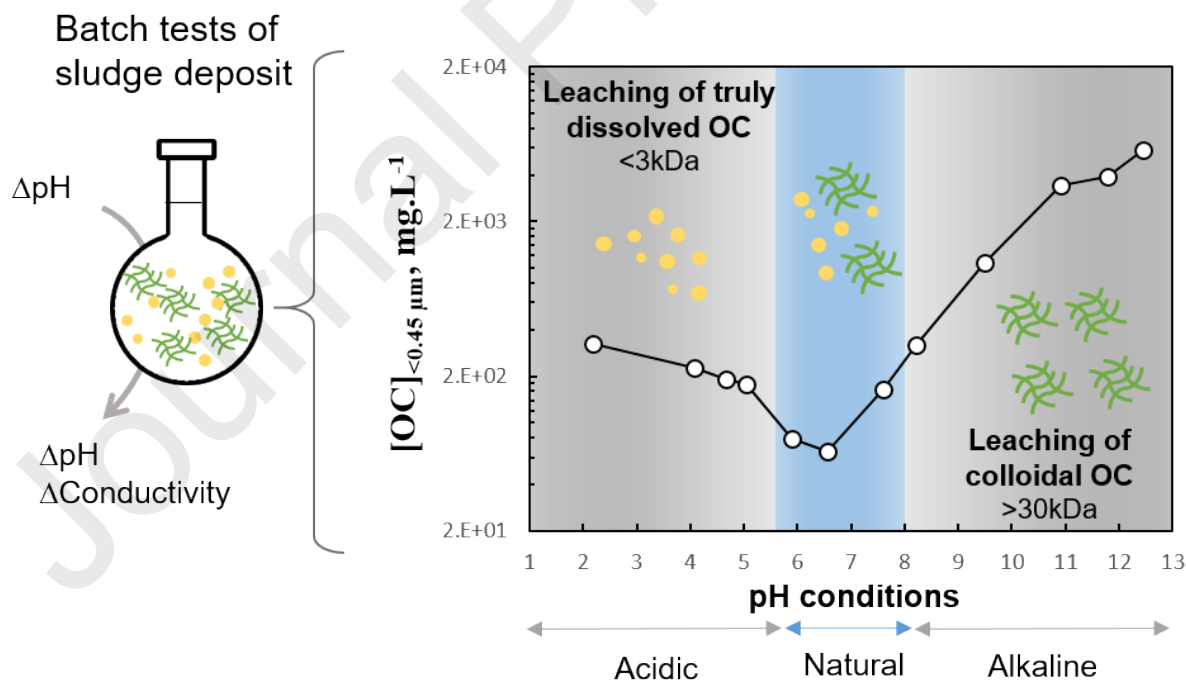 Batch tests of
sludge deposit
ΔpH
ΔpH
ΔConductivity
[OC]<0.45 μm, mg.L-1
2.E+04
2.E+03
2.E+02
2.E+01
Leaching of truly
dissolved OC
<3kDa
Leaching of
colloidal OC
>30kDa
1 2 3 4 5 6 7 8 9 10 11 12 13
pH conditions
Acidic Natural Alkaline
Journal P